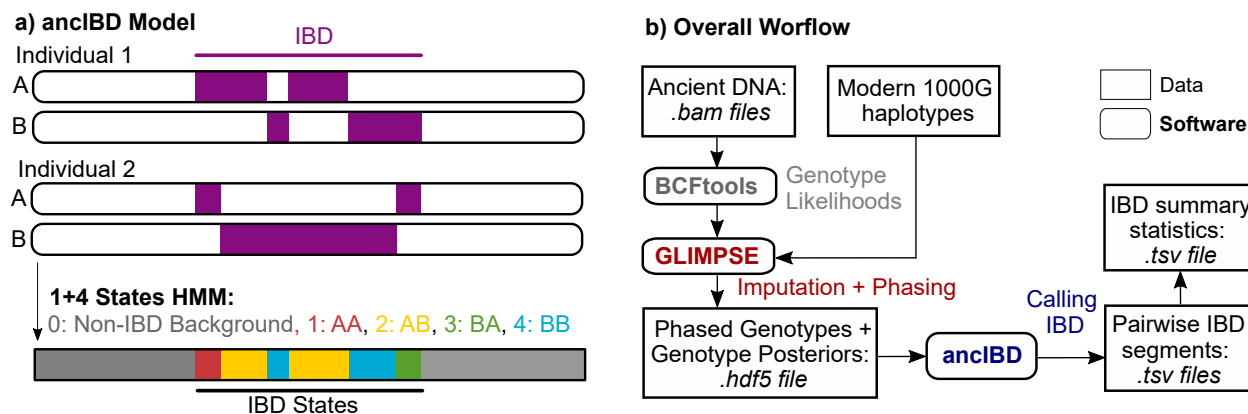 a) ancIBD Model
IBD
Individual 1
A
B
Individual 2
A
B
1+4 States HMM:
0: Non-IBD Background, 1: AA, 2: AB, 3: BA, 4: BB
IBD States
b) Overall Worflow
Ancient DNA:
.bam files
Modern 1000G
haplotypes
Data
Software
BCFtools
Genotype
Likelihoods
GLIMPSE
Imputation + Phasing
Phased Genotypes +
Genotype Posteriors:
.hdf5 file
ancIBD
Calling
IBD
IBD summary
statistics:
.tsv file
Pairwise IBD
segments:
.tsv files